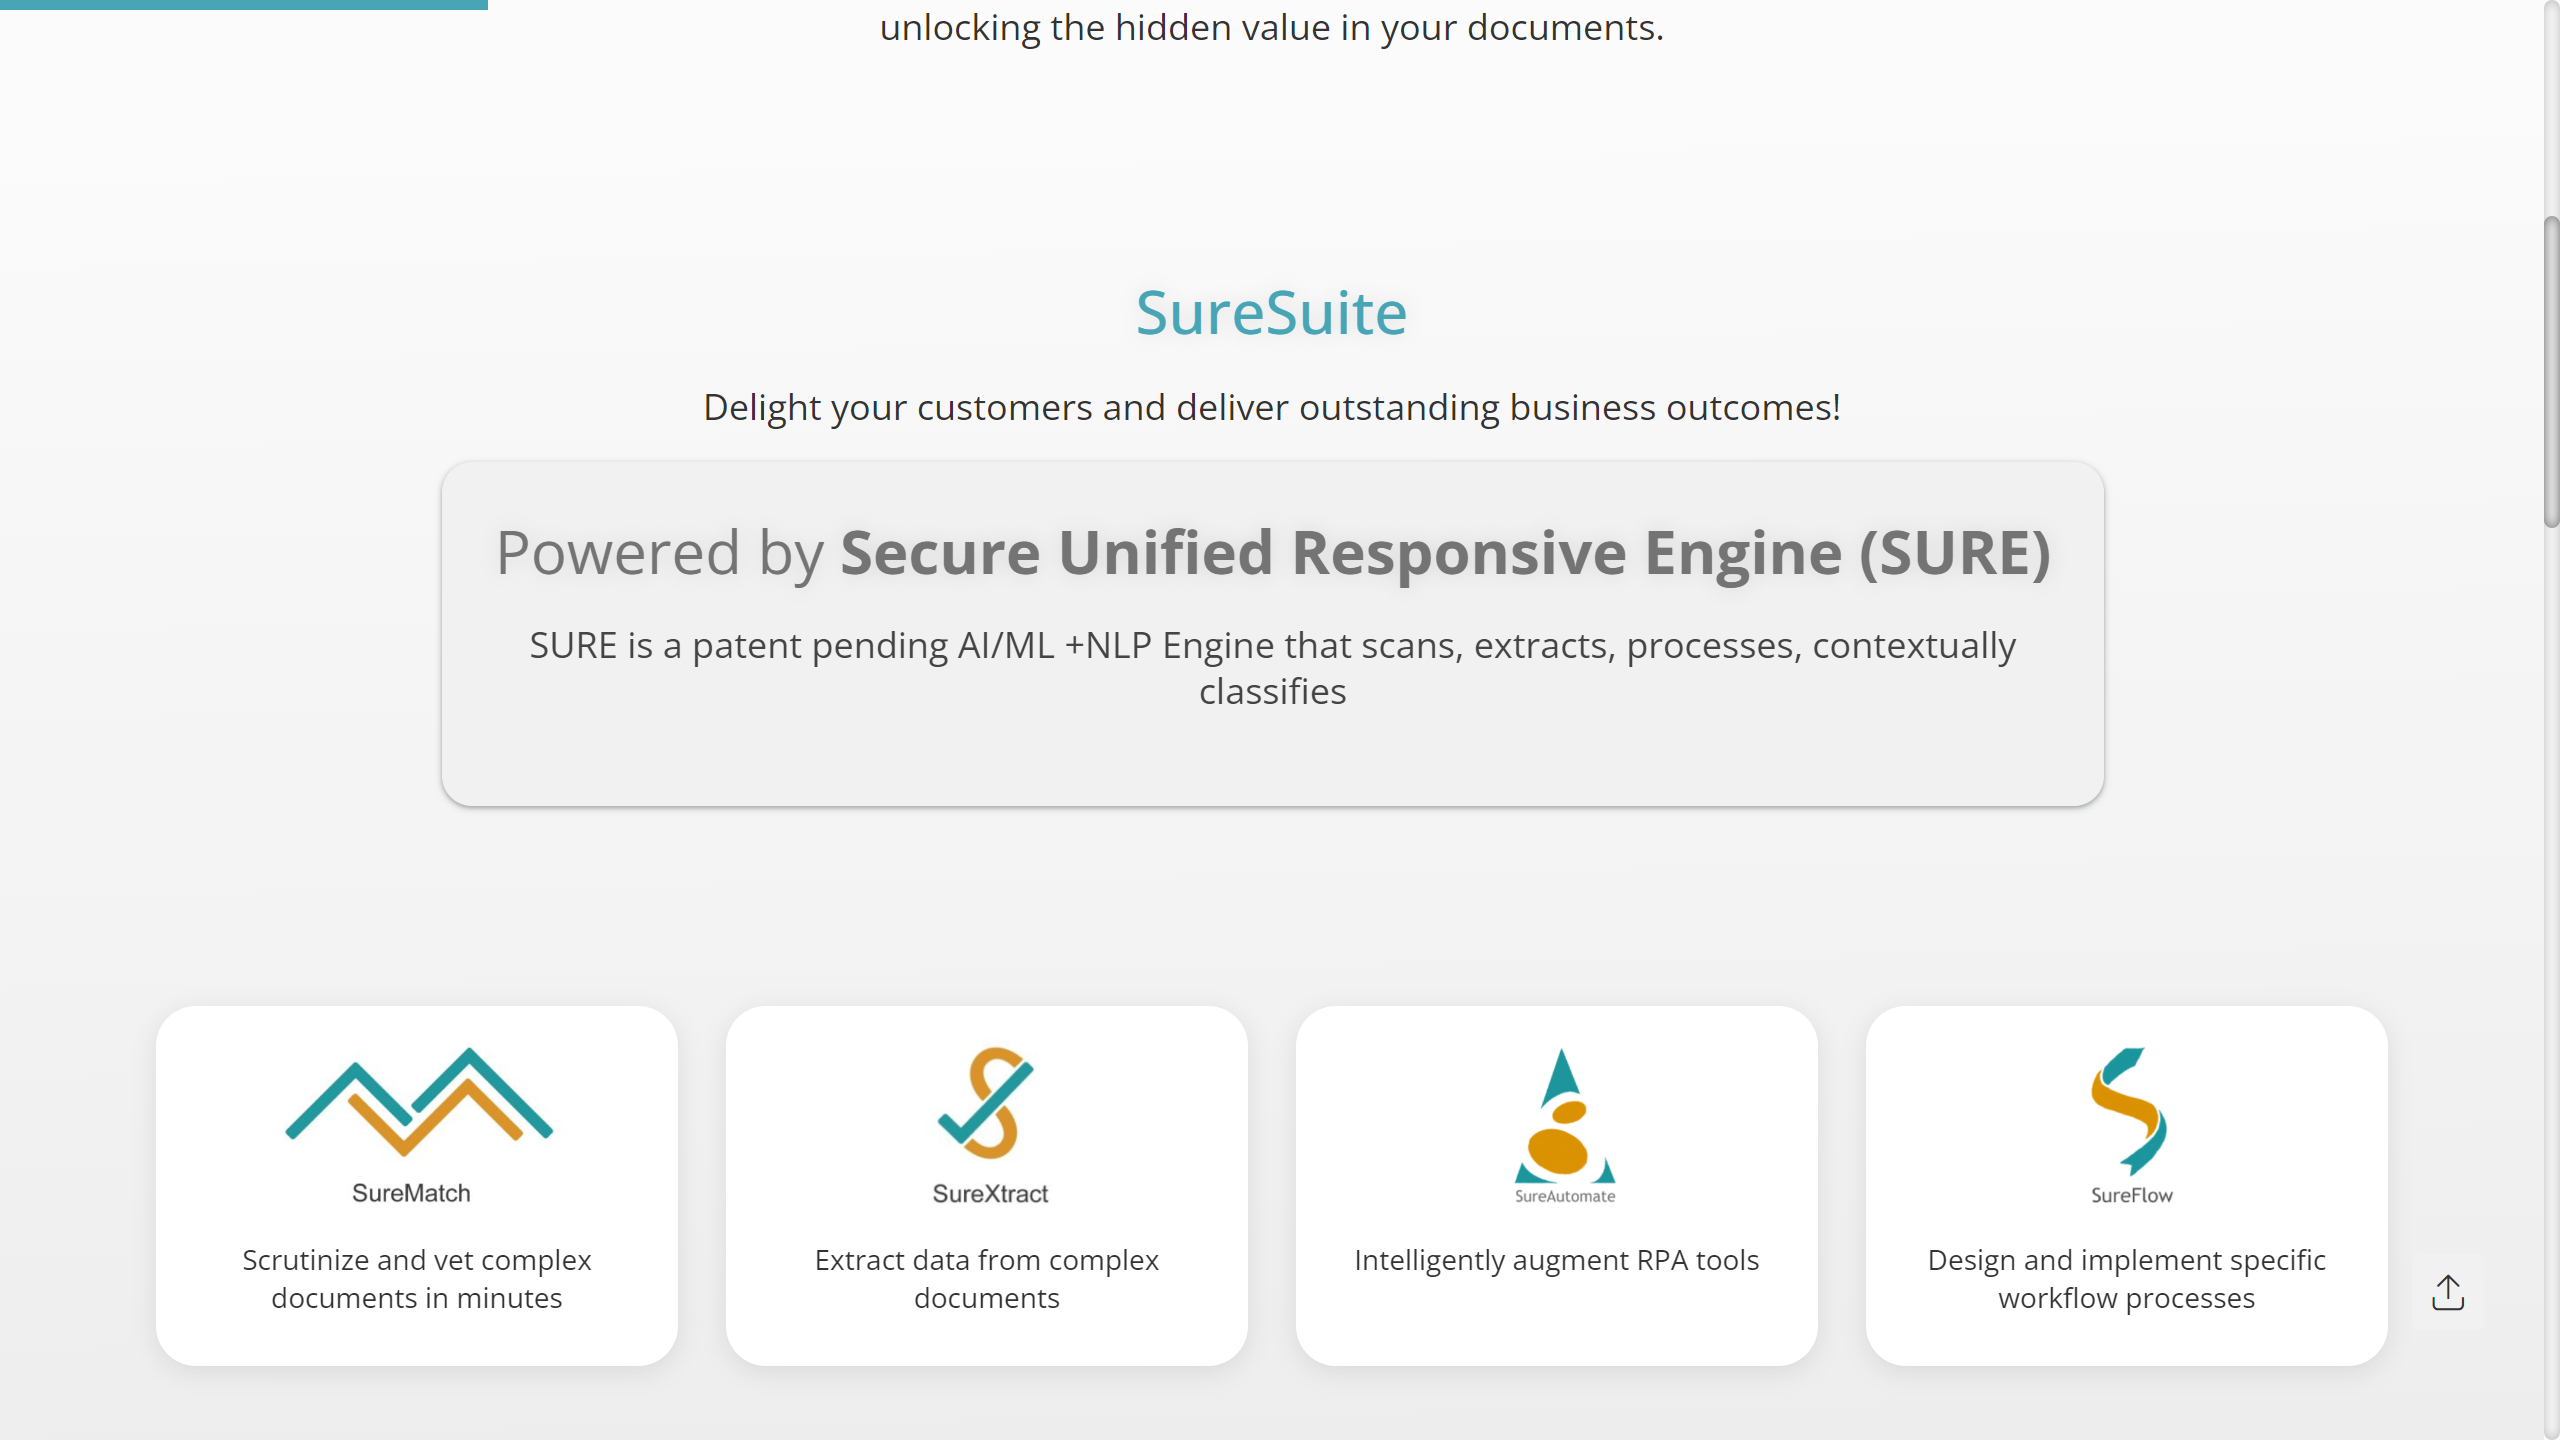 unlocking the hidden value in your documents.
SureSuite
Delight your customers and deliver outstanding business outcomes!
Powered by Secure Unified Responsive Engine (SURE)
SURE is a patent pending AI/ML +NLP Engine that scans, extracts, processes, contextually
classifies
SureMatch
Scrutinize and vet complex
documents in minutes
SureXtract
Extract data from complex
documents
SureAutomate
Intelligently augment RPA tools
SureFlow
Design and implement specific
workflow processes